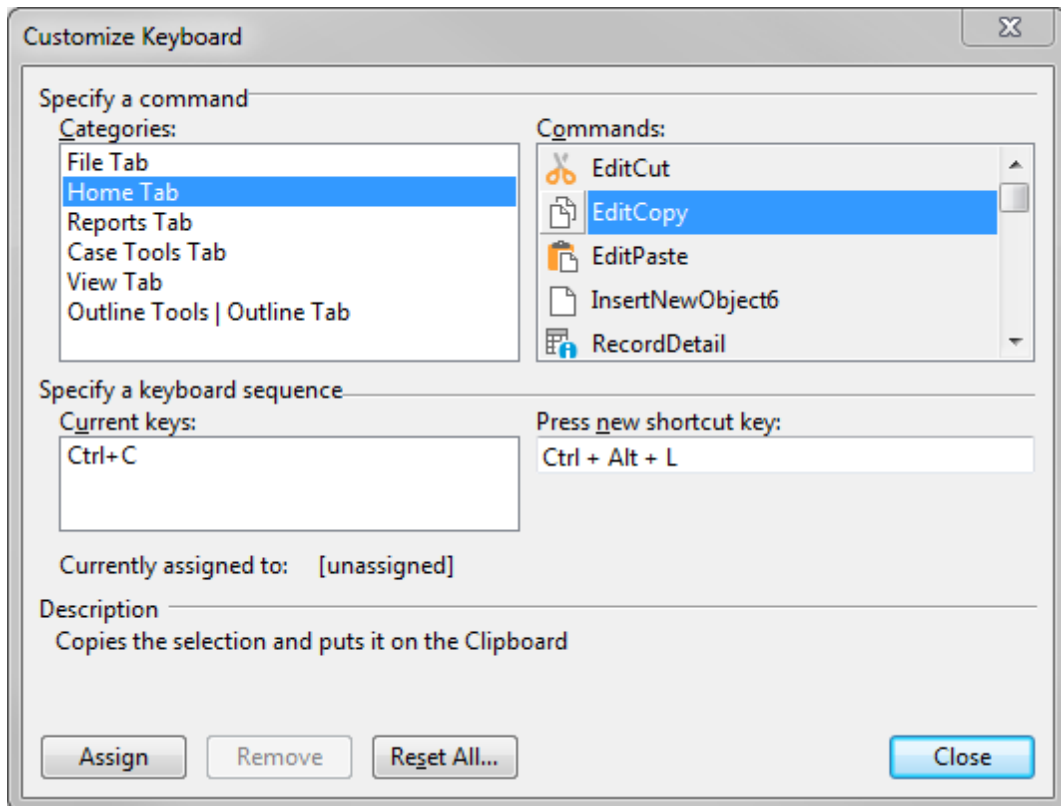 Customize Keyboard
Specify a command
Categories:
File Tab
Home Tab
Reports Tab
Case Tools Tab
View Tab
Outline Tools | Outline Tab
Commands:
EditCut
EditCopy
EditPaste
InsertNewObject6
RecordDetail
Specify a keyboard sequence
Current keys:
Ctrl+C
Press new shortcut key:
Ctrl + Alt + L
Currently assigned to: [unassigned]
Description
Copies the selection and puts it on the Clipboard
Assign Remove Reset All... Close